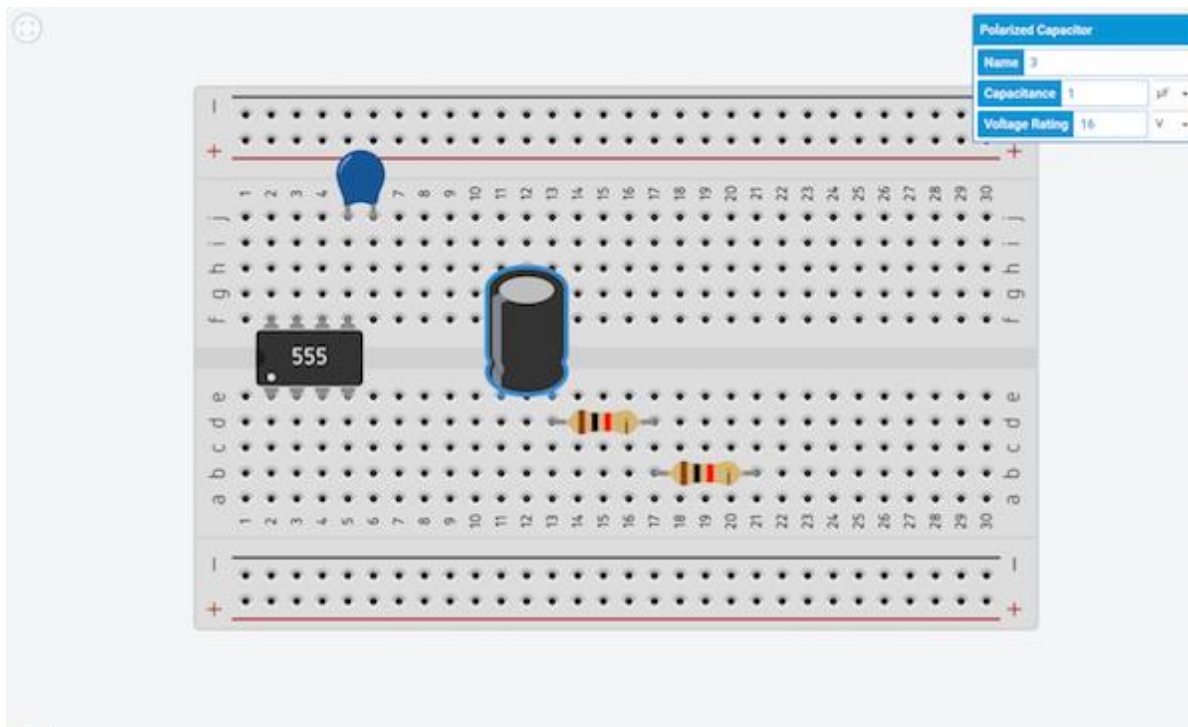 Polarized Capacitor
Name 3
Capacitance 1 µF
Voltage Rating 16 V
−
−
+
+
1 2 3 4 7 8 9 10 11 12 13 14 15 16 17 18 19 20 21 22 23 24 25 26 27 28 29 30
j j
i i
h h
g g
f f
555
e e
d d
c c
b b
a a
1 2 3 4 5 6 7 8 9 10 11 12 13 14 15 16 17 18 19 20 21 22 23 24 25 26 27 28 29 30
− −
+ +